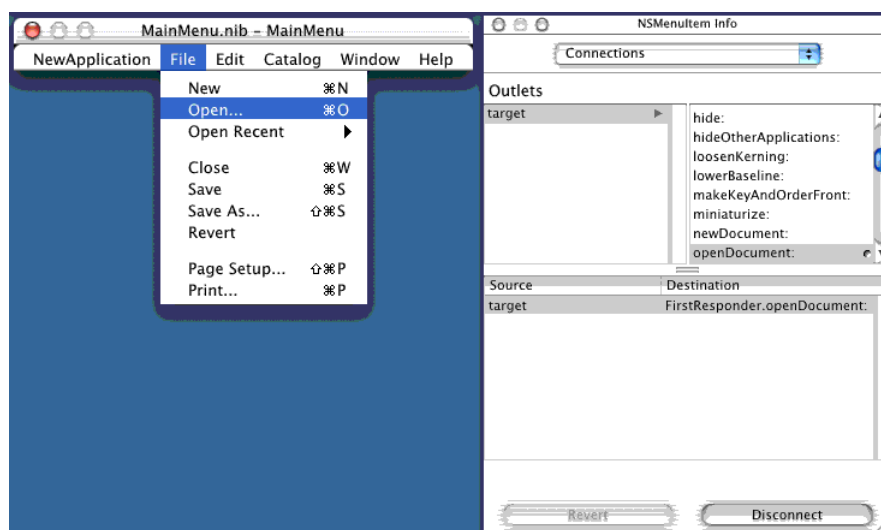 MainMenu.nib – MainMenu
NewApplication File Edit Catalog Window Help
New ⌘N
Open... ⌘O
Open Recent ▶
Close ⌘W
Save ⌘S
Save As... ⇧⌘S
Revert
Page Setup... ⇧⌘P
Print... ⌘P
NSMenuItem Info
Connections
Outlets
target
hide:
hideOtherApplications:
loosenKerning:
lowerBaseline:
makeKeyAndOrderFront:
miniaturize:
newDocument:
openDocument:
Source Destination
target FirstResponder.openDocument:
Revert Disconnect